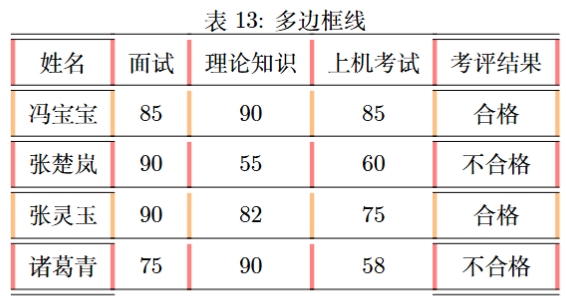 表 13: 多边框线
姓名 面试 理论知识 上机考试 考评结果
冯宝宝 85 90 85 合格
张楚岚 90 55 60 不合格
张灵玉 90 82 75 合格
诸葛青 75 90 58 不合格